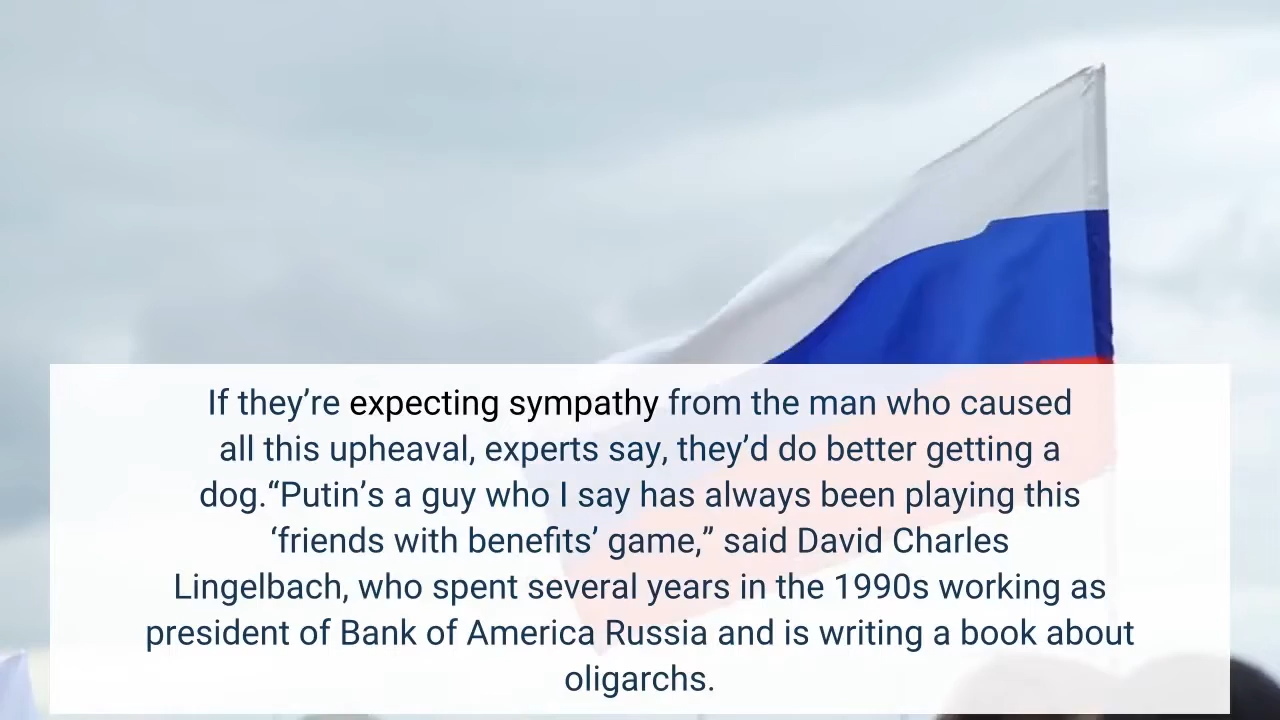 If they’re expecting sympathy from the man who caused
all this upheaval, experts say, they’d do better getting a
dog.“Putin’s a guy who I say has always been playing this
‘friends with benefits’ game,” said David Charles
Lingelbach, who spent several years in the 1990s working as
president of Bank of America Russia and is writing a book about
oligarchs.